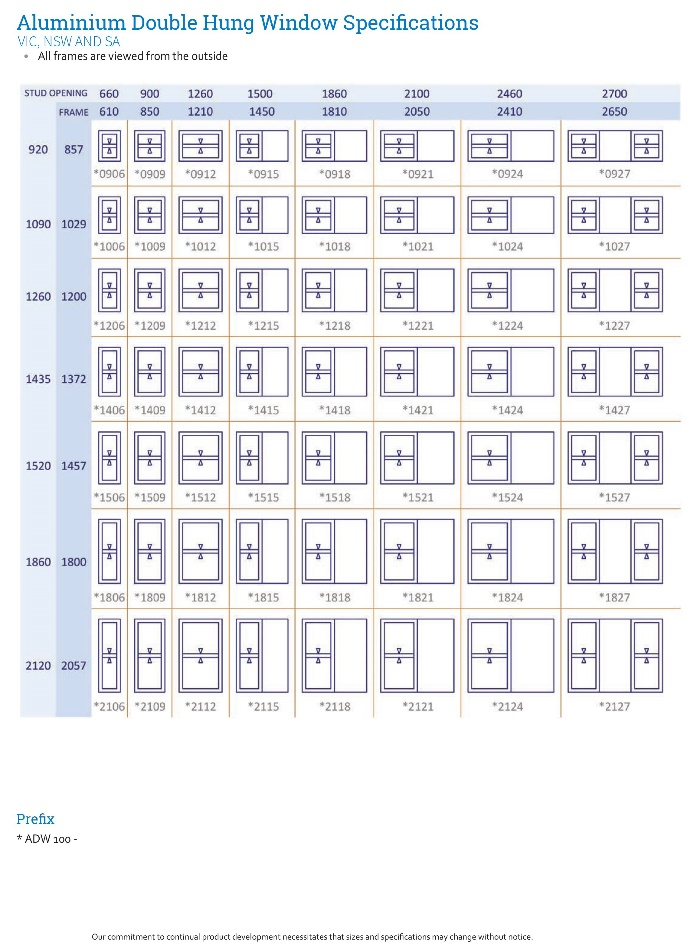 Aluminium Double Hung Window Specifications
VIC, NSW AND SA
• All frames are viewed from the outside
STUD OPENING 660 900 1260 1500 1860 2100 2460 2700
FRAME 610 850 1210 1450 1810 2050 2410 2650
920 857
*0906 *0909 *0912 *0915 *0918 *0921 *0924 *0927
1090 1029
*1006 *1009 *1012 *1015 *1018 *1021 *1024 *1027
1260 1200
*1206 *1209 *1212 *1215 *1218 *1221 *1224 *1227
1435 1372
*1406 *1409 *1412 *1415 *1418 *1421 *1424 *1427
1520 1457
*1506 *1509 *1512 *1515 *1518 *1521 *1524 *1527
1860 1800
*1806 *1809 *1812 *1815 *1818 *1821 *1824 *1827
2120 2057
*2106 *2109 *2112 *2115 *2118 *2121 *2124 *2127
Prefix
* ADW 100 -
Our commitment to continual product development necessitates that sizes and specifications may change without notice.